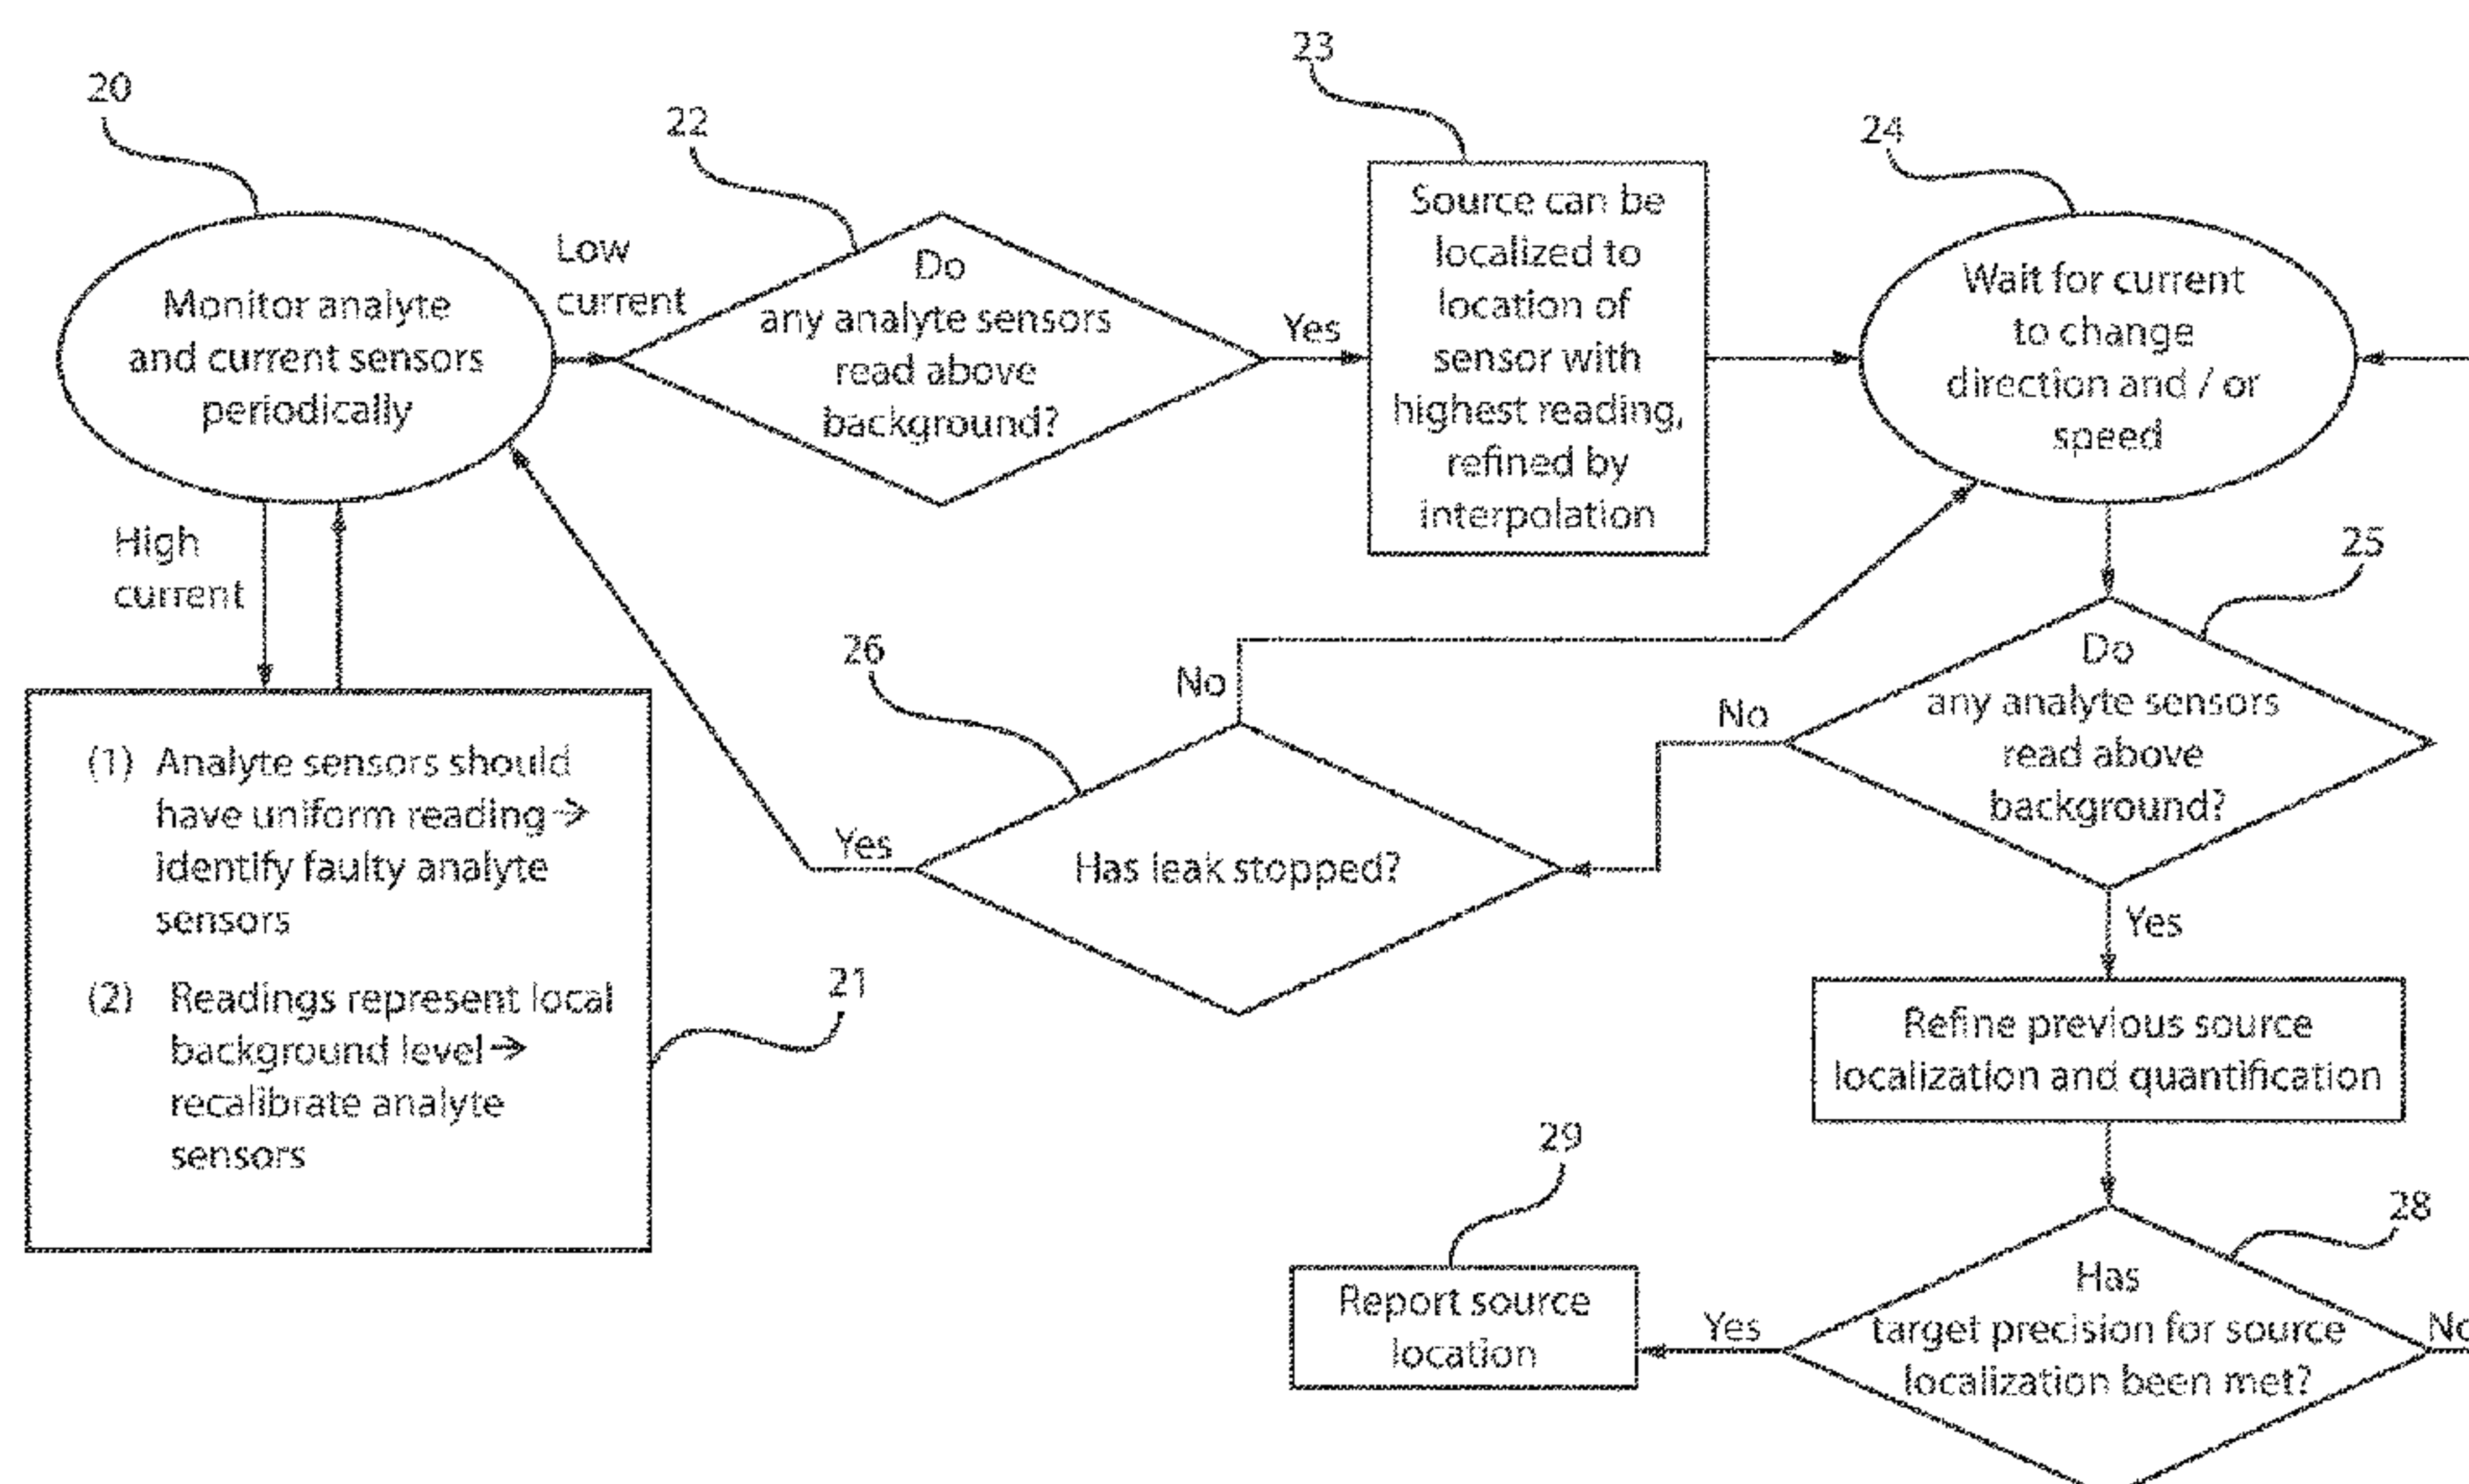 20
Monitor analyte
and current sensors
periodically
Low
current
22
Do
any analyte sensors
read above
background?
Yes
23
Source can be
localized to
location of
sensor with
highest reading,
refined by
interpolation
24
Wait for current
to change
direction and / or
speed
High
current
(1) Analyte sensors should
have uniform reading →
identify faulty analyte
sensors
(2) Readings represent local
background level →
recalibrate analyte
sensors
21
25
Do
any analyte sensors
read above
background?
No
26
No
Has leak stopped?
Yes
Yes
Refine previous source
localization and quantification
28
Has
target precision for source
localization been met?
No
Yes
29
Report source
location